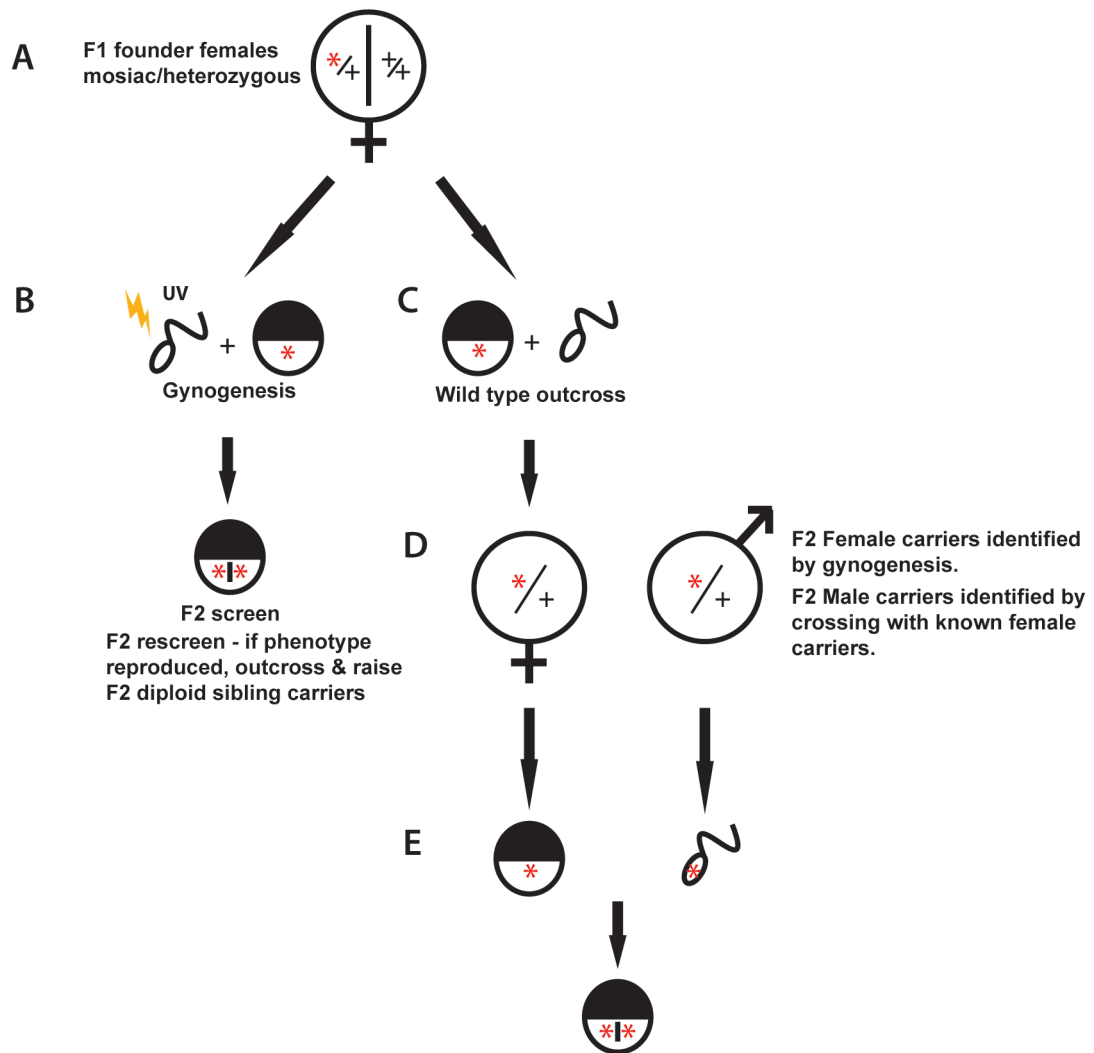 A
F1 founder females
mosiac/heterozygous
*/+ +/+
B
UV
+
*
Gynogenesis
C
*
+
Wild type outcross
*|*
F2 screen
F2 rescreen - if phenotype
reproduced, outcross & raise
F2 diploid sibling carriers
D
*/+
*/+
F2 Female carriers identified
by gynogenesis.
F2 Male carriers identified by
crossing with known female
carriers.
E
*
*
*|*